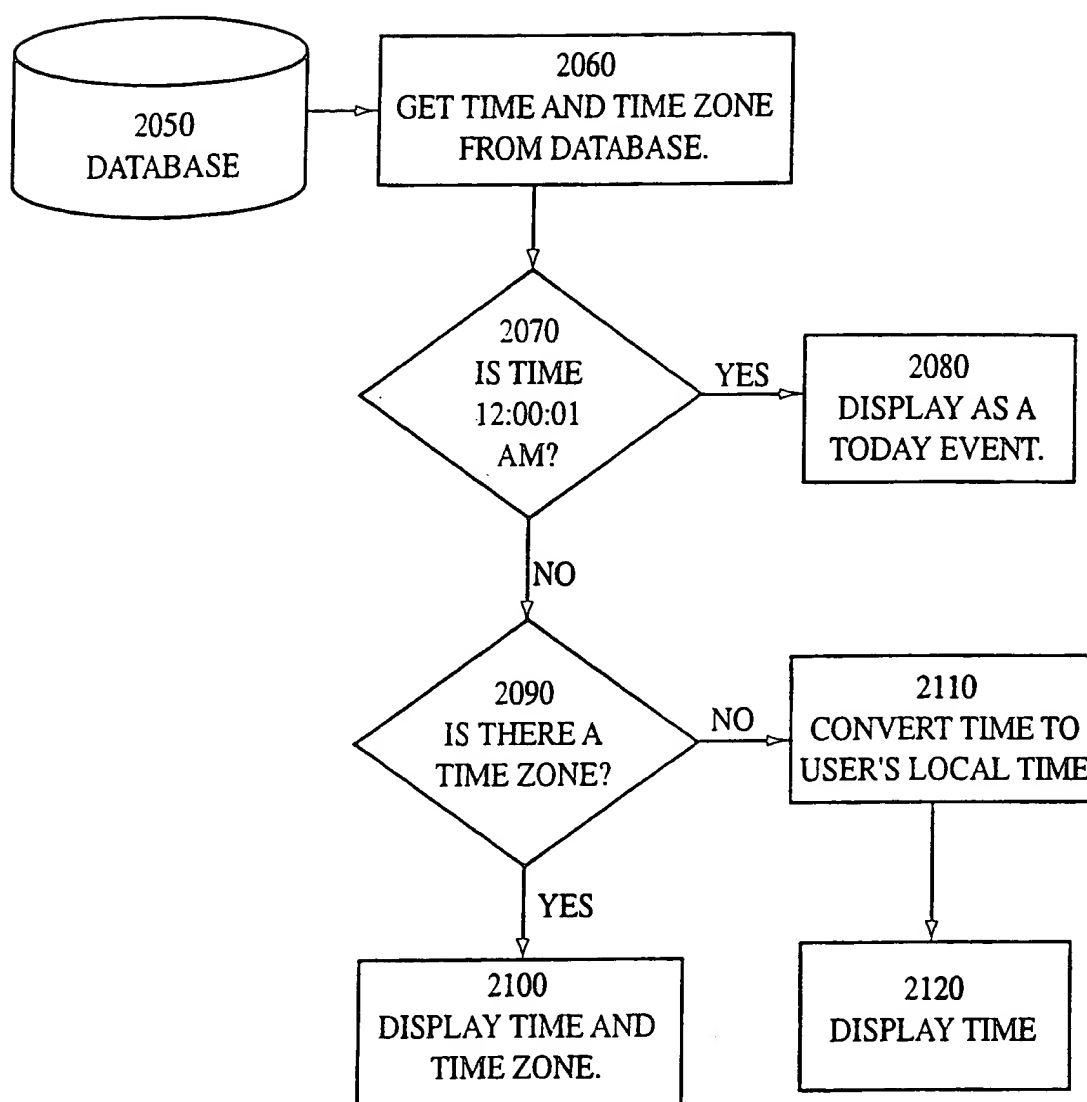 2050
DATABASE
2060
GET TIME AND TIME ZONE
FROM DATABASE.
2070
IS TIME
12:00:01
AM?
YES
2080
DISPLAY AS A
TODAY EVENT.
NO
2090
IS THERE A
TIME ZONE?
NO
2110
CONVERT TIME TO
USER'S LOCAL TIME
YES
2100
DISPLAY TIME AND
TIME ZONE.
2120
DISPLAY TIME